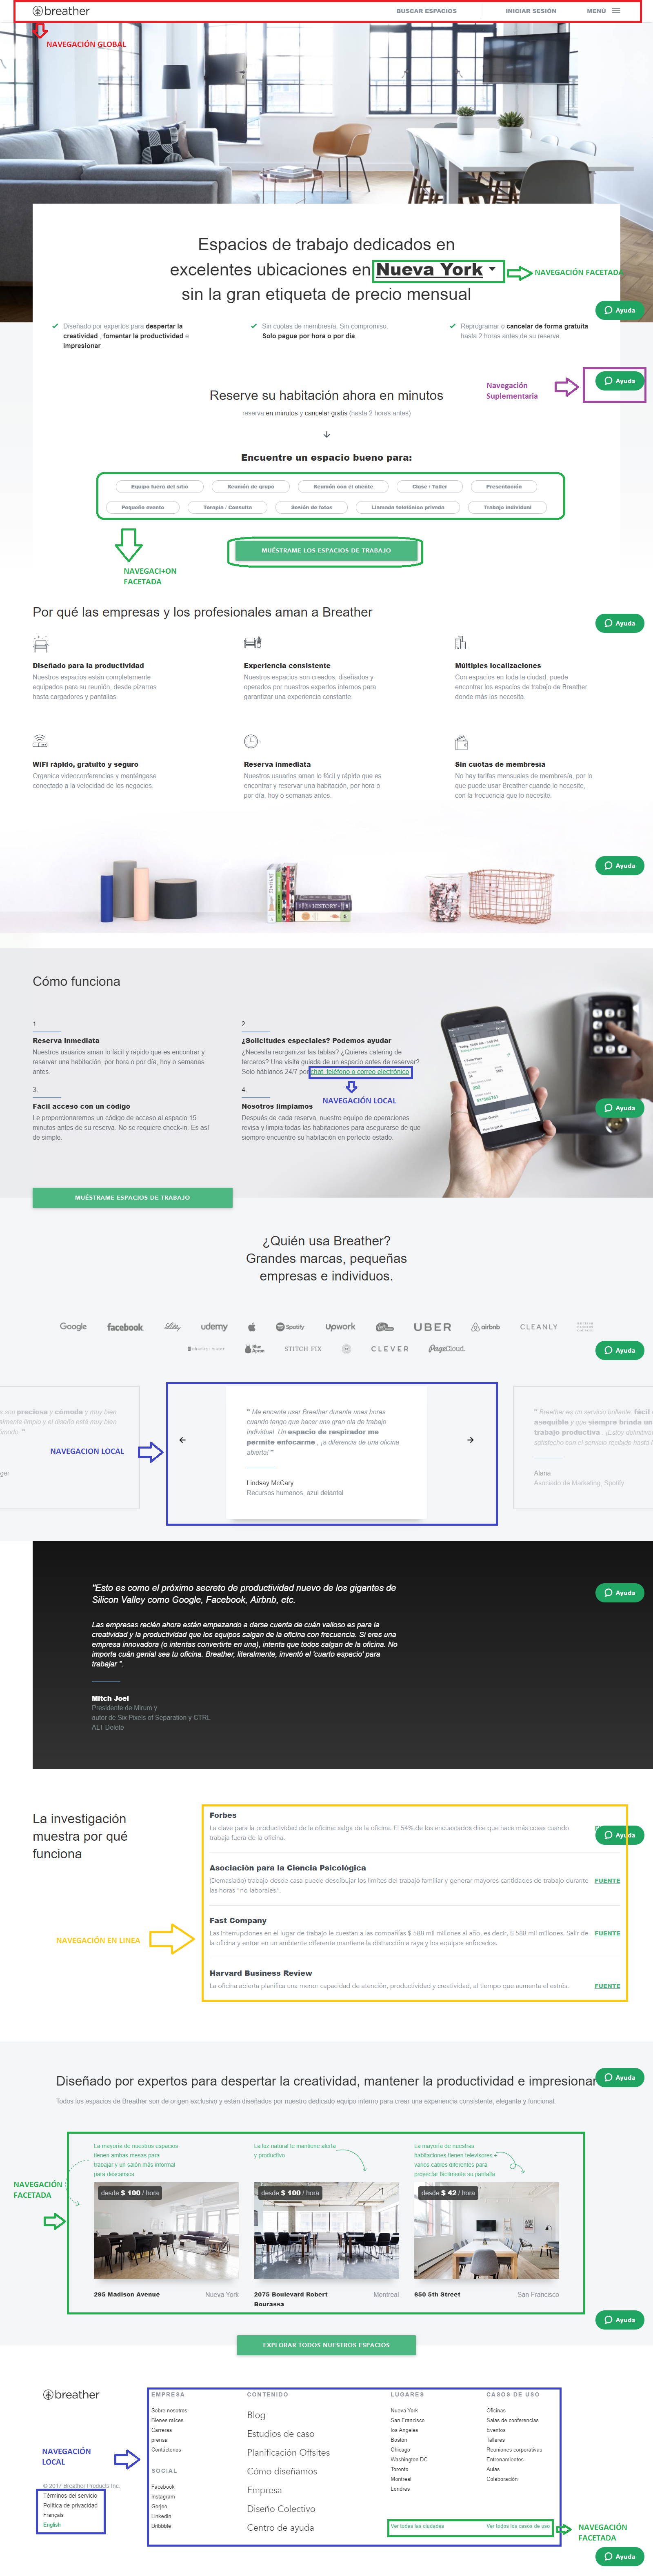 breather
BUSCAR ESPACIOS
INICIAR SESIÓN
MENÚ
NAVEGACIÓN GLOBAL
Espacios de trabajo dedicados en
excelentes ubicaciones en Nueva York
NAVEGACIÓN FACETADA
sin la gran etiqueta de precio mensual
Ayuda
Diseñado por expertos para despertar la
creatividad , fomentar la productividad e
impresionar
Sin cuotas de membresía. Sin compromiso.
Solo pague por hora o por día
Reprogramar o cancelar de forma gratuita
hasta 2 horas antes de su reserva
Navegación
Suplementaria
Ayuda
Reserve su habitación ahora en minutos
reserva en minutos y cancelar gratis (hasta 2 horas antes)
Encuentre un espacio bueno para:
Equipo fuera del sitio
Reunión de grupo
Reunión con el cliente
Clase / Taller
Presentación
Pequeño evento
Terapia / Consulta
Sesión de fotos
Llamada telefónica privada
Trabajo individual
MUÉSTRAME LOS ESPACIOS DE TRABAJO
NAVEGACI+ON
FACETADA
Por qué las empresas y los profesionales aman a Breather
Ayuda
Diseñado para la productividad
Nuestros espacios están completamente
equipados para su reunión, desde pizarras
hasta cargadores y pantallas.
Experiencia consistente
Nuestros espacios son creados, diseñados y
operados por nuestros expertos internos para
garantizar una experiencia constante.
Múltiples localizaciones
Con espacios en toda la ciudad, puede
encontrar los espacios de trabajo de Breather
donde más los necesita.
WiFi rápido, gratuito y seguro
Organice videoconferencias y manténgase
conectado a la velocidad de los negocios.
Reserva inmediata
Nuestros usuarios aman lo fácil y rápido que es
encontrar y reservar una habitación, por hora o
por día, hoy o semanas antes.
Sin cuotas de membresía
No hay tarifas mensuales de membresía, por lo
que puede usar Breather cuando lo necesite,
con la frecuencia que lo necesite.
Ayuda
HISTORY
Cómo funciona
1.
Reserva inmediata
Nuestros usuarios aman lo fácil y rápido que es encontrar y
reservar una habitación, por hora o por día, hoy o semanas
antes.
2.
¿Solicitudes especiales? Podemos ayudar
¿Necesita reorganizar las tablas? ¿Quieres catering de
terceros? Una visita guiada de un espacio antes de reservar?
Solo háblanos 24/7 por chat, teléfono o correo electrónico
NAVEGACIÓN LOCAL
3.
Fácil acceso con un código
Le proporcionaremos un código de acceso al espacio 15
minutos antes de su reserva. No se requiere check-in. Es así
de simple.
4.
Nosotros limpiamos
Después de cada reserva, nuestro equipo de operaciones
revisa y limpia todas las habitaciones para asegurarse de que
siempre encuentre su habitación en perfecto estado.
Ayuda
MUÉSTRAME ESPACIOS DE TRABAJO
¿Quién usa Breather?
Grandes marcas, pequeñas
empresas e individuos.
Google
facebook
udemy
Spotify
Upwork
UBER
airbnb
CLEANLY
charity: water
Blue Apron
STITCH FIX
CLEVER
PageCloud.
Ayuda
s son preciosa y cómoda y muy bien
almente limpio y el diseño está muy bien
ómodo. "
ger
NAVEGACION LOCAL
" Me encanta usar Breather durante unas horas
cuando tengo que hacer una gran ola de trabajo
individual. Un espacio de respirador me
permite enfocarme , ¡a diferencia de una oficina
abierta! "
Lindsay McCary
Recursos humanos, azul delantal
" Breather es un servicio brillante: fácil
asequible y que siempre brinda un
trabajo productiva . ¡Estoy definitiva
satisfecho con el servicio recibido hasta
Alana
Asociado de Marketing, Spotify
"Esto es como el próximo secreto de productividad nuevo de los gigantes de
Silicon Valley como Google, Facebook, Airbnb, etc.
Las empresas recién ahora están empezando a darse cuenta de cuán valioso es para la
creatividad y la productividad que los equipos salgan de la oficina con frecuencia. Si eres una
empresa innovadora (o intentas convertirte en una), intenta que todos salgan de la oficina. No
importa cuán genial sea tu oficina. Breather, literalmente, inventó el 'cuarto espacio' para
trabajar ".
Mitch Joel
Presidente de Mirum y
autor de Six Pixels of Separation y CTRL
ALT Delete
Ayuda
La investigación
muestra por qué
funciona
NAVEGACIÓN EN LINEA
Forbes
La clave para la productividad de la oficina: salga de la oficina. El 54% de los encuestados dice que hace más cosas cuando
trabaja fuera de la oficina.
Ayuda
Asociación para la Ciencia Psicológica
(Demasiado) trabajo desde casa puede desdibujar los límites del trabajo familiar y generar mayores cantidades de trabajo durante
las horas "no laborales".
FUENTE
Fast Company
Las interrupciones en el lugar de trabajo le cuestan a las compañías $ 588 mil millones al año, es decir, $ 588 mil millones. Salir de
la oficina y entrar en un ambiente diferente mantiene la distracción a raya y los equipos enfocados.
FUENTE
Harvard Business Review
La oficina abierta planifica una menor capacidad de atención, productividad y creatividad, al tiempo que aumenta el estrés.
FUENTE
Diseñado por expertos para despertar la creatividad, mantener la productividad e impresionar
Ayuda
Todos los espacios de Breather son de origen exclusivo y están diseñados por nuestro dedicado equipo interno para crear una experiencia consistente, elegante y funcional.
NAVEGACIÓN
FACETADA
La mayoría de nuestros espacios
tienen ambas mesas para
trabajar y un salón más informal
para descansos
La luz natural te mantiene alerta
y productivo
La mayoría de nuestras
habitaciones tienen televisores +
varios cables diferentes para
proyectar fácilmente su pantalla
desde $ 100 / hora
desde $ 100 / hora
desde $ 42 / hora
295 Madison Avenue
Nueva York
2075 Boulevard Robert
Bourassa
Montreal
650 5th Street
San Francisco
Ayuda
EXPLORAR TODOS NUESTROS ESPACIOS
breather
NAVEGACIÓN
LOCAL
© 2017 Breather Products Inc.
Términos del servicio
Política de privacidad
Français
English
EMPRESA
Sobre nosotros
Bienes raíces
Carreras
prensa
Contáctenos
SOCIAL
Facebook
Instagram
Gorjeo
LinkedIn
Dribbble
CONTENIDO
Blog
Estudios de caso
Planificación Offsites
Cómo diseñamos
Empresa
Diseño Colectivo
Centro de ayuda
LUGARES
Nueva York
San Francisco
los Angeles
Bostón
Chicago
Washington DC
Toronto
Montreal
Londres
Ver todas las ciudades
CASOS DE USO
Oficinas
Salas de conferencias
Eventos
Talleres
Reuniones corporativas
Entrenamientos
Aulas
Colaboración
Ver todos los casos de uso
NAVEGACIÓN
FACETADA
Ayuda